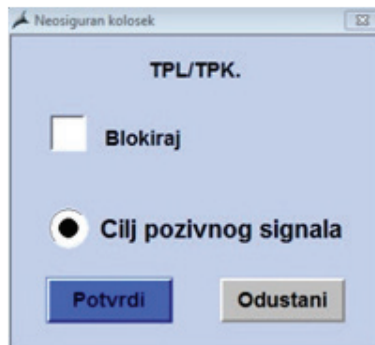 Neosiguran kolosek
TPL/TPK.
Blokiraj
Cilj pozivnog signala
Potvrdi
Odustani